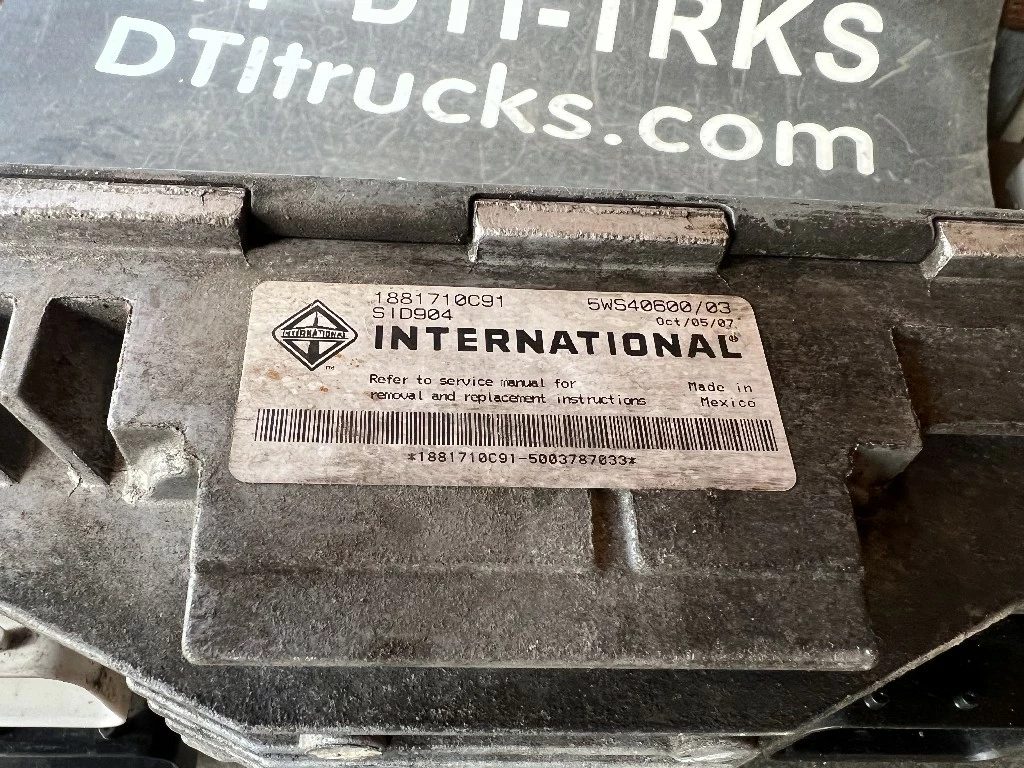 DTI-TRKS
DTItrucks.com
1881710C91
5WS40600/03
SID904
Oct/05/07
INTERNATIONAL
INTERNATIONAL®
Refer to service manual for
removal and replacement instructions
Made in
Mexico
*1881710C91-5003787033*